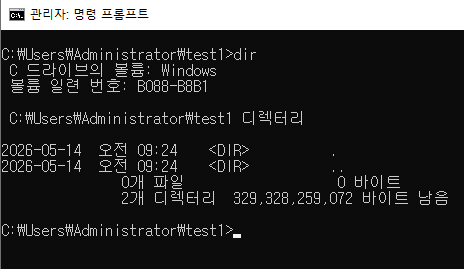 관리자: 명령 프롬프트
C:₩Users₩Administrator₩test1>dir
C 드라이브의 볼륨: Windows
볼륨 일련 번호: B088-B8B1
C:₩Users₩Administrator₩test1 디렉터리
2026-05-14 오전 09:24 <DIR> .
2026-05-14 오전 09:24 <DIR> ..
0개 파일 0 바이트
2개 디렉터리 329,328,259,072 바이트 남음
C:₩Users₩Administrator₩test1>